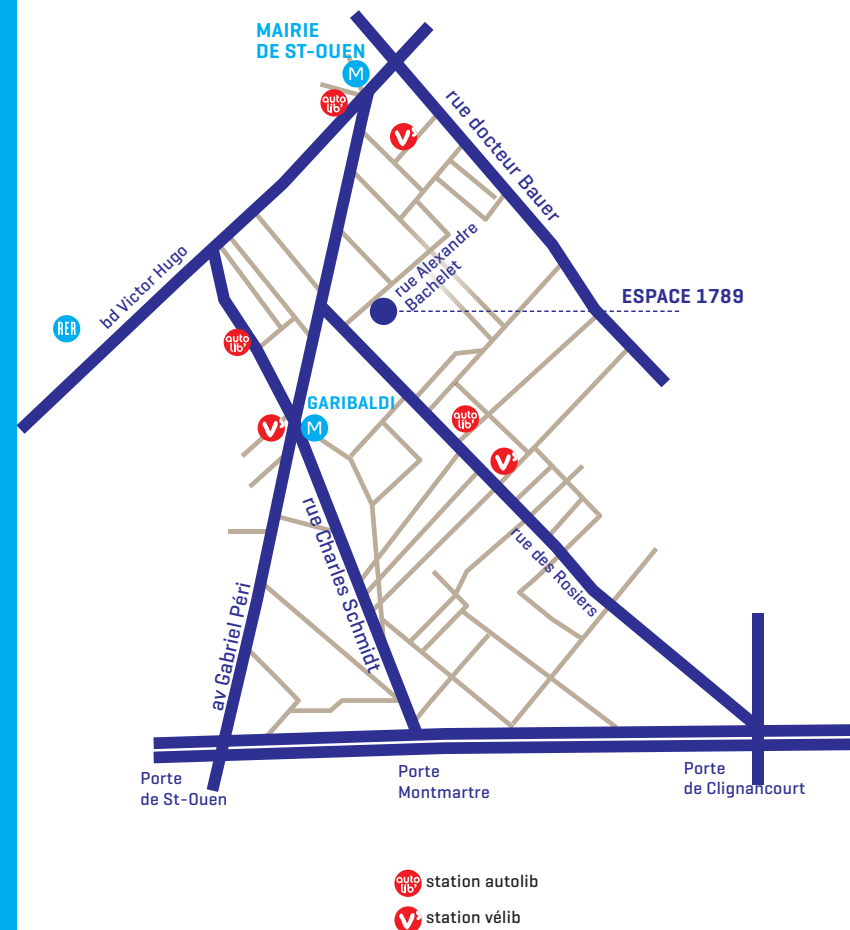 MAIRIE
DE ST-OUEN
M
auto
lib'
V'
rue docteur Bauer
bd Victor Hugo
rue Alexandre
Bachelet
ESPACE 1789
RER
auto
lib'
GARIBALDI
V'
M
auto
lib'
V'
rue Charles Schmidt
rue des Rosiers
av Gabriel Péri
Porte
de St-Ouen
Porte
Montmartre
Porte
de Clignancourt
auto
lib'
station autolib
V'
station vélib